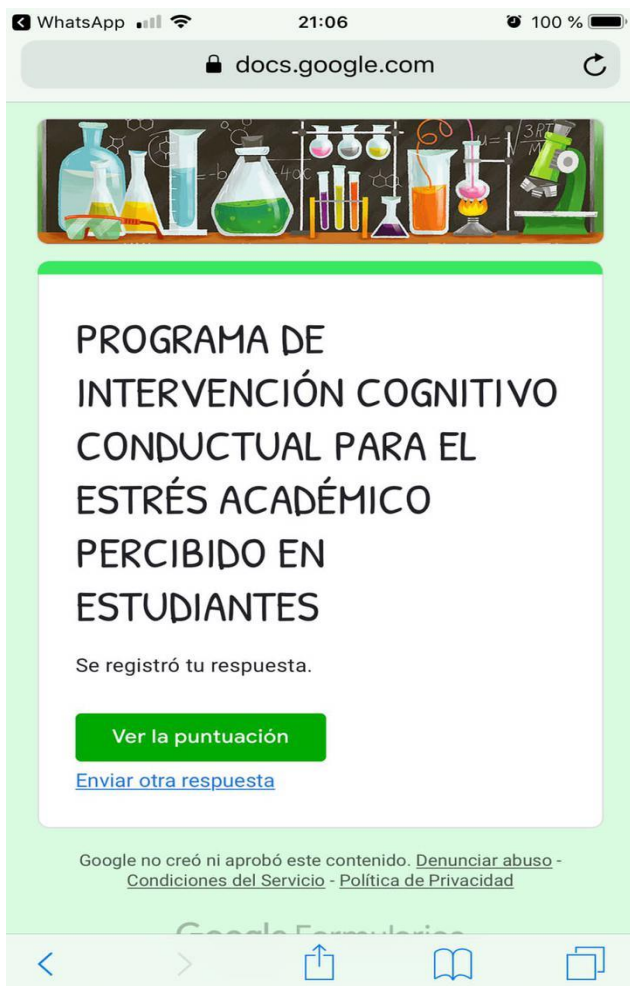 WhatsApp
21:06
100 %
docs.google.com
PROGRAMA DE
INTERVENCIÓN COGNITIVO
CONDUCTUAL PARA EL
ESTRÉS ACADÉMICO
PERCIBIDO EN
ESTUDIANTES
Se registró tu respuesta.
Ver la puntuación
Enviar otra respuesta
Google no creó ni aprobó este contenido. Denunciar abuso -
Condiciones del Servicio - Política de Privacidad
Google Formularios